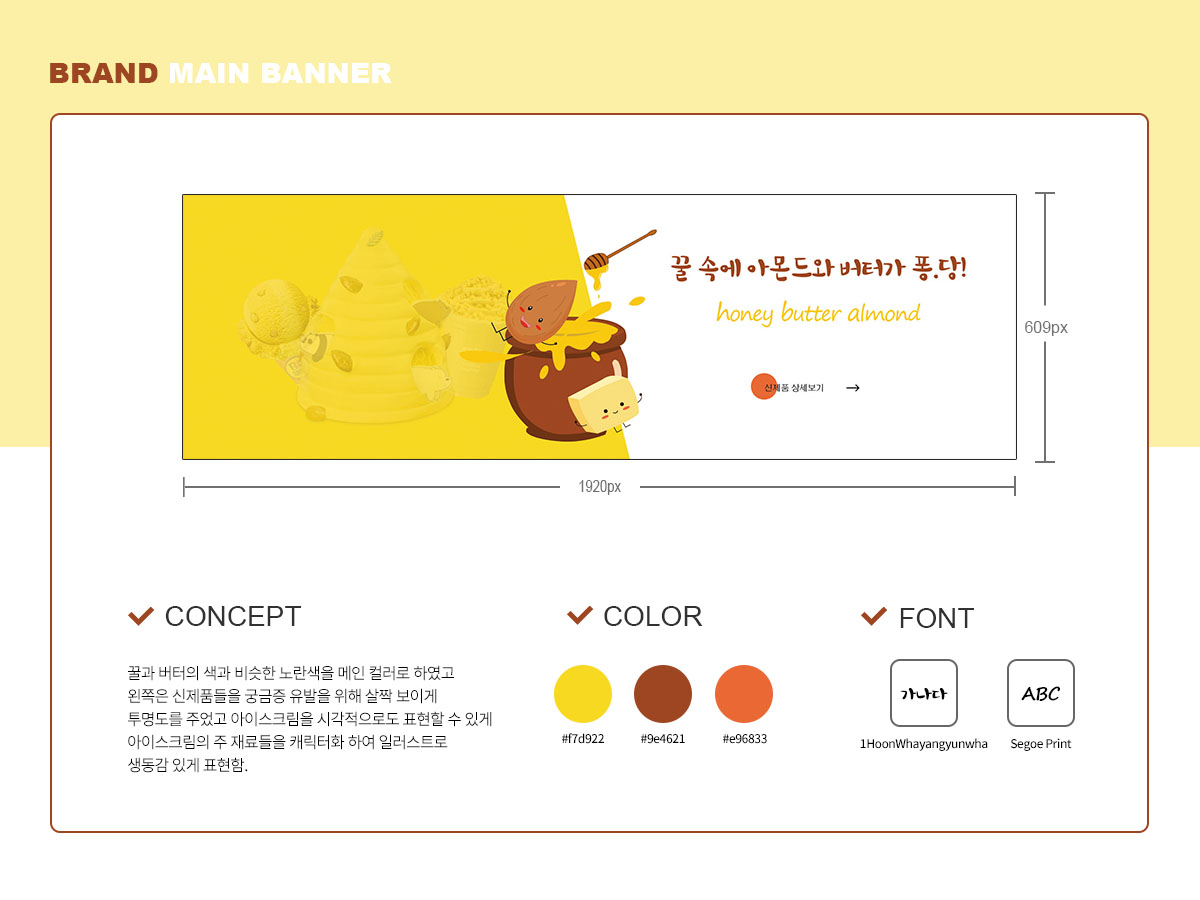 BRAND MAIN BANNER
꿀 속에 아몬드와 버터가 퐁.당!
honey butter almond
신제품 상세보기
609px
1920px
CONCEPT
꿀과 버터의 색과 비슷한 노란색을 메인 컬러로 하였고
왼쪽은 신제품들을 궁금증 유발을 위해 살짝 보이게
투명도를 주었고 아이스크림을 시각적으로도 표현할 수 있게
아이스크림의 주 재료들을 캐릭터화 하여 일러스트로
생동감 있게 표현함.
COLOR
#f7d922 #9e4621 #e96833
FONT
가나다 ABC
1HoonWhayangyunwha Segoe Print